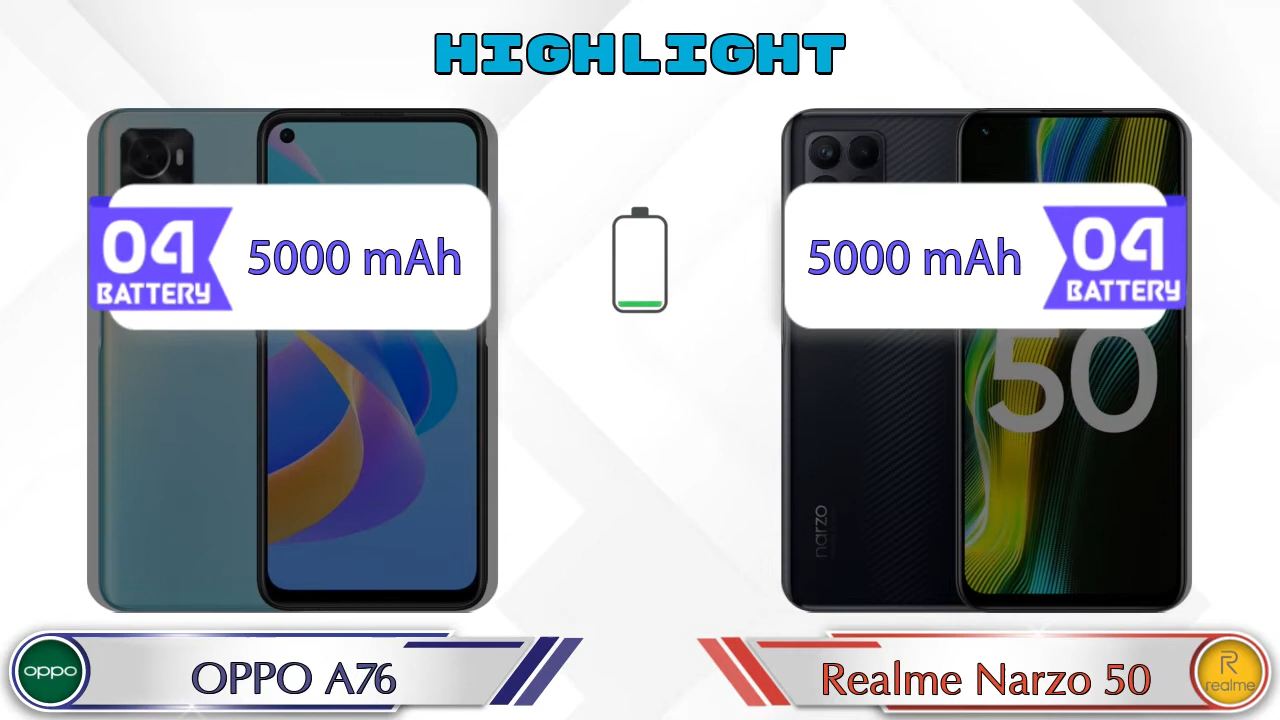 HIGHLIGHT
04
BATTERY
5000 mAh
5000 mAh
04
BATTERY
50
narzo
oppo
OPPO A76
Realme Narzo 50
R
realme